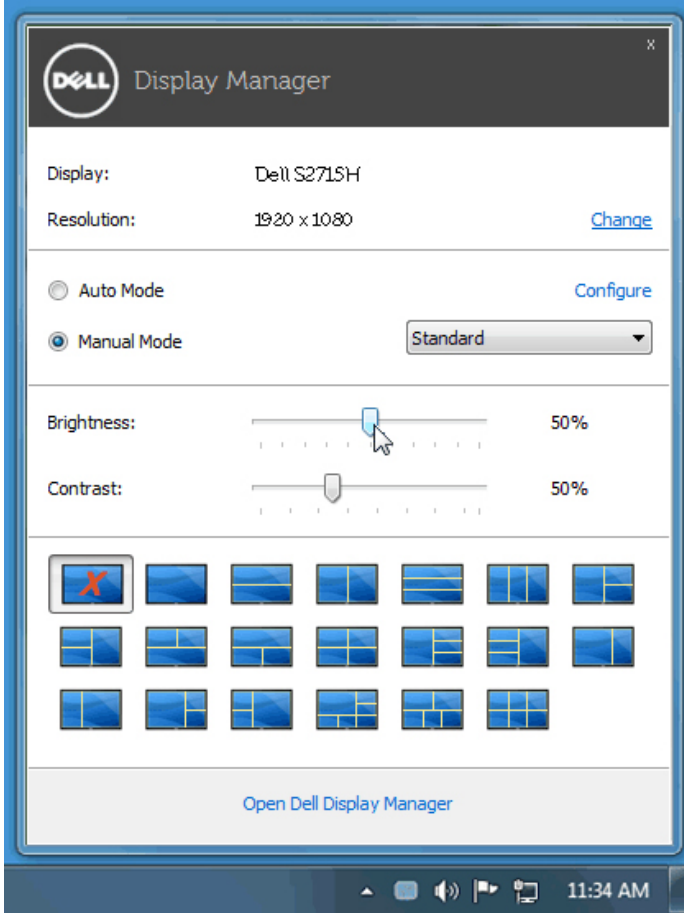 x
DELL Display Manager
Display: Dell S2715H
Resolution: 1920 x 1080 Change
Auto Mode Configure
Manual Mode Standard
Brightness: 50%
Contrast: 50%
Open Dell Display Manager
11:34 AM